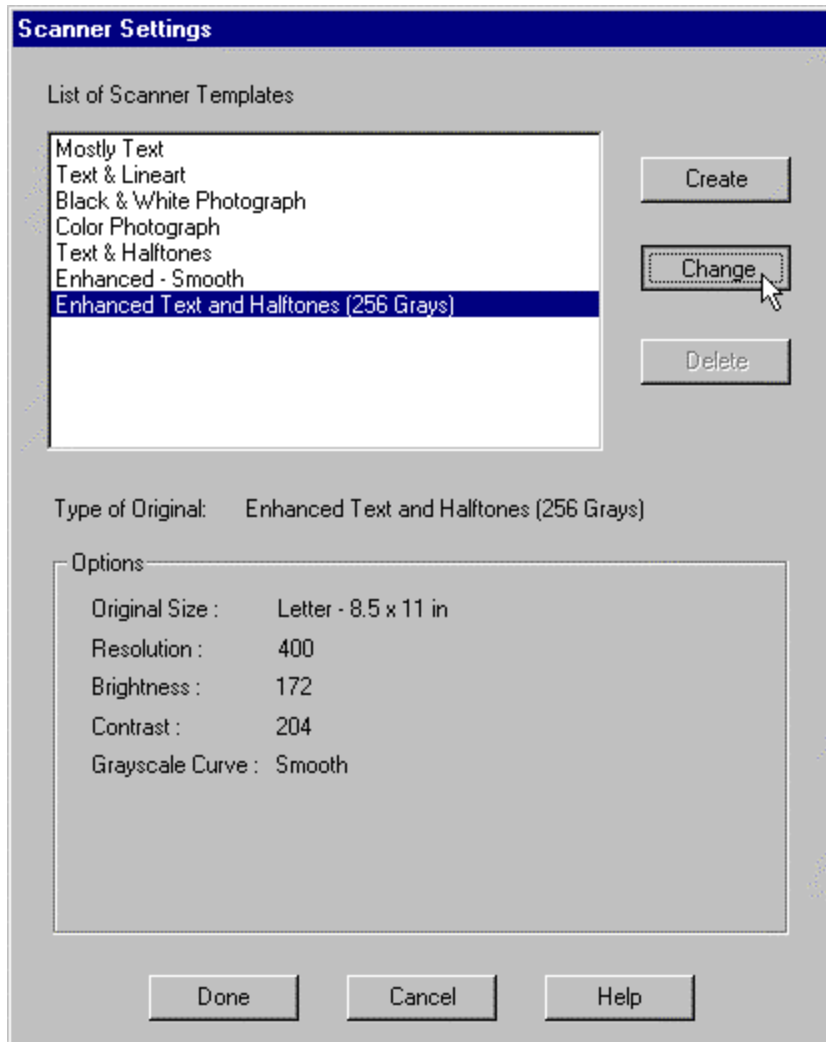 Scanner Settings
List of Scanner Templates
Mostly Text
Text & Lineart
Black & White Photograph
Color Photograph
Text & Halftones
Enhanced - Smooth
Enhanced Text and Halftones (256 Grays)
Create
Change
Delete
Type of Original: Enhanced Text and Halftones (256 Grays)
Options
Original Size : Letter - 8.5 x 11 in
Resolution : 400
Brightness : 172
Contrast : 204
Grayscale Curve : Smooth
Done Cancel Help